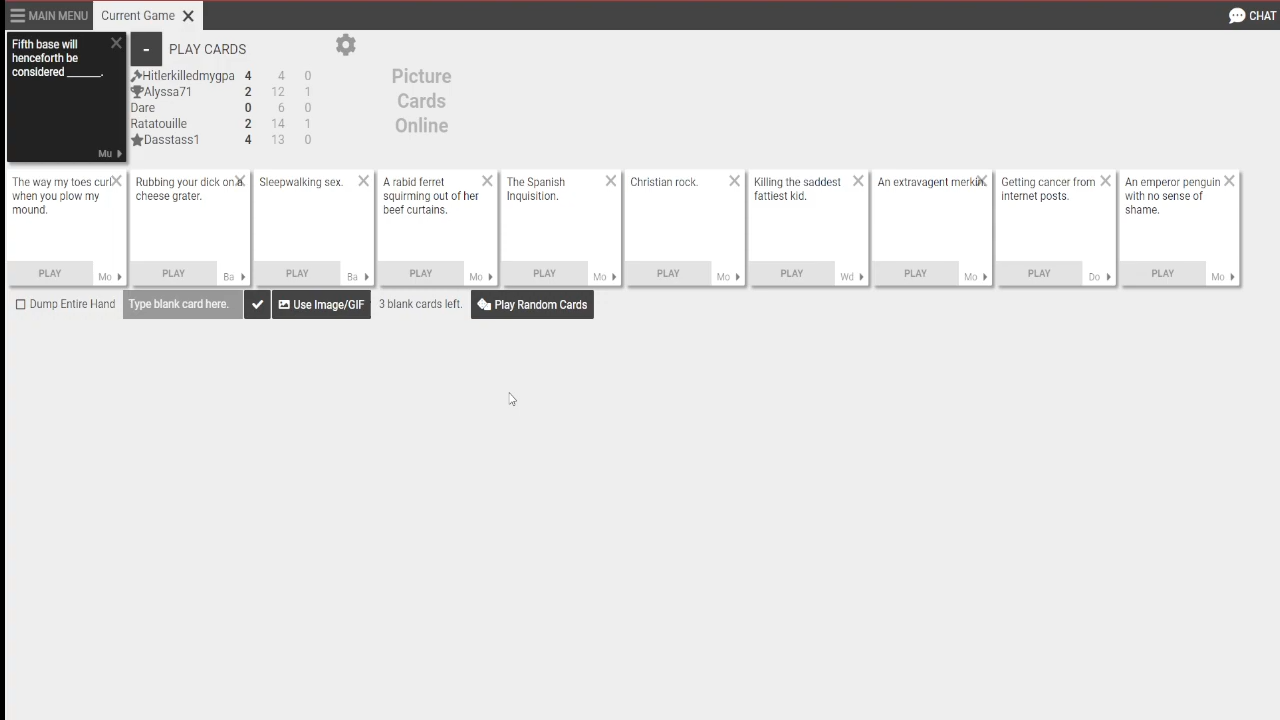 MAIN MENU
Current Game
CHAT
Fifth base will
henceforth be
considered ______.
Mu
-
PLAY CARDS
Hitlerkilledmygpa 4 4 0
Alyssa71 2 12 1
Dare 0 6 0
Ratatouille 2 14 1
Dasstass1 4 13 0
Picture
Cards
Online
The way my toes curl
when you plow my
mound.
PLAY
Mo
Rubbing your dick on a
cheese grater.
PLAY
Ba
Sleepwalking sex.
PLAY
Ba
A rabid ferret
squirming out of her
beef curtains.
PLAY
Mo
The Spanish
Inquisition.
PLAY
Mo
Christian rock.
PLAY
Mo
Killing the saddest
fattiest kid.
PLAY
Wd
An extravagent merkin.
PLAY
Mo
Getting cancer from
internet posts.
PLAY
Do
An emperor penguin
with no sense of
shame.
PLAY
Mo
Dump Entire Hand
Type blank card here.
Use Image/GIF
3 blank cards left.
Play Random Cards